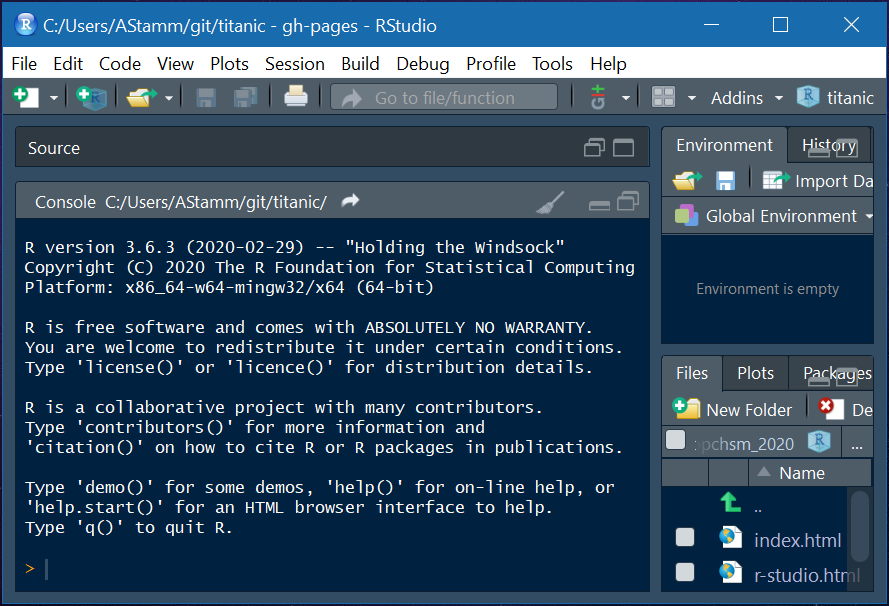 C:/Users/AStamm/git/titanic - gh-pages - RStudio
File Edit Code View Plots Session Build Debug Profile Tools Help
Go to file/function
Addins
titanic
Source
Console C:/Users/AStamm/git/titanic/
R version 3.6.3 (2020-02-29) -- "Holding the Windsock"
Copyright (C) 2020 The R Foundation for Statistical Computing
Platform: x86_64-w64-mingw32/x64 (64-bit)
R is free software and comes with ABSOLUTELY NO WARRANTY.
You are welcome to redistribute it under certain conditions.
Type 'license()' or 'licence()' for distribution details.
R is a collaborative project with many contributors.
Type 'contributors()' for more information and
'citation()' on how to cite R or R packages in publications.
Type 'demo()' for some demos, 'help()' for on-line help, or
'help.start()' for an HTML browser interface to help.
Type 'q()' to quit R.
>
Environment History
Import Da
Global Environment
Environment is empty
Files Plots Packages
New Folder De
pchsm_2020 ...
Name
..
index.html
r-studio.html